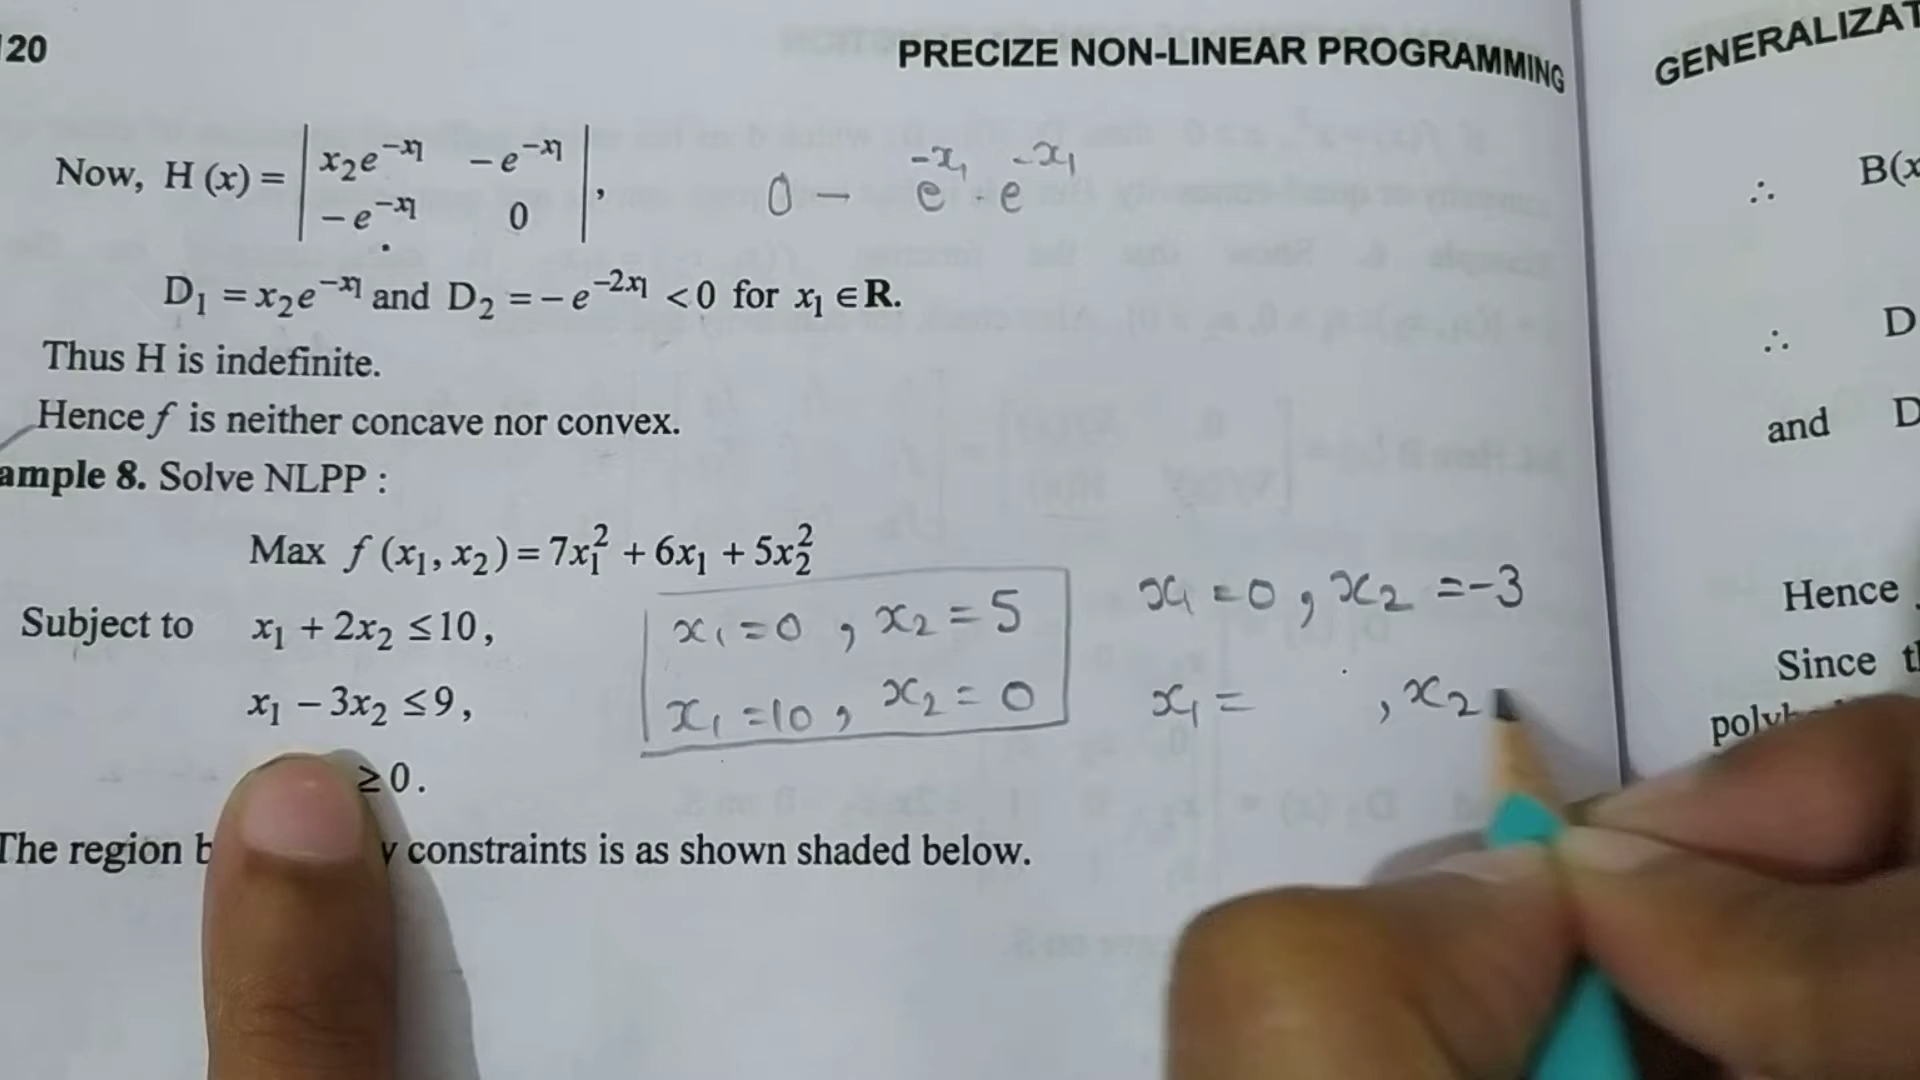 120
PRECIZE NON-LINEAR PROGRAMMING
Now, H (x) = | x₂e^{-x₁} -e^{-x₁} |
| -e^{-x₁} 0 | ,
0 - e^{-x₁} . e^{-x₁}
D₁ = x₂e^{-x₁} and D₂ = -e^{-2x₁} < 0 for x₁ ∈ R.
Thus H is indefinite.
Hence f is neither concave nor convex.
ample 8. Solve NLPP :
Max f (x₁, x₂) = 7x₁² + 6x₁ + 5x₂²
Subject to x₁ + 2x₂ ≤ 10,
x₁ - 3x₂ ≤ 9,
≥ 0.
x₁ = 0 , x₂ = 5
x₁ = 10 , x₂ = 0
x₁ = 0 , x₂ = -3
x₁ = , x₂
The region b y constraints is as shown shaded below.
GENERALIZAT
∴ B(x
∴ D
and D
Hence
Since th